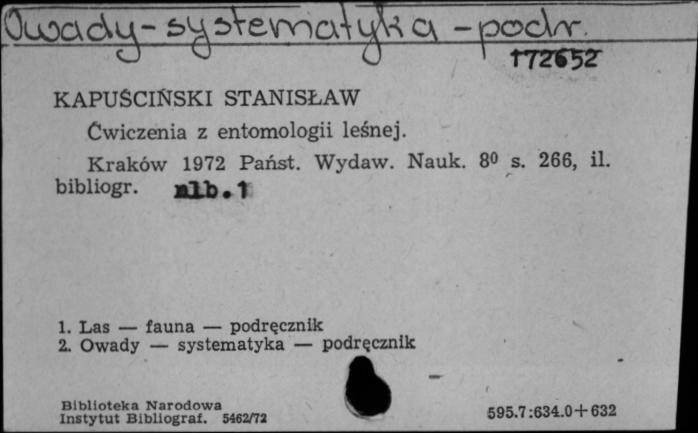 Owady-systematyka-podr.
172652
KAPUŚCIŃSKI STANISŁAW
Ćwiczenia z entomologii leśnej.
Kraków 1972 Państ. Wydaw. Nauk. 8⁰ s. 266, il.
bibliogr. nlb.1
1. Las — fauna — podręcznik
2. Owady — systematyka — podręcznik
Biblioteka Narodowa
Instytut Bibliograf. 5462/72
595.7:634.0+632